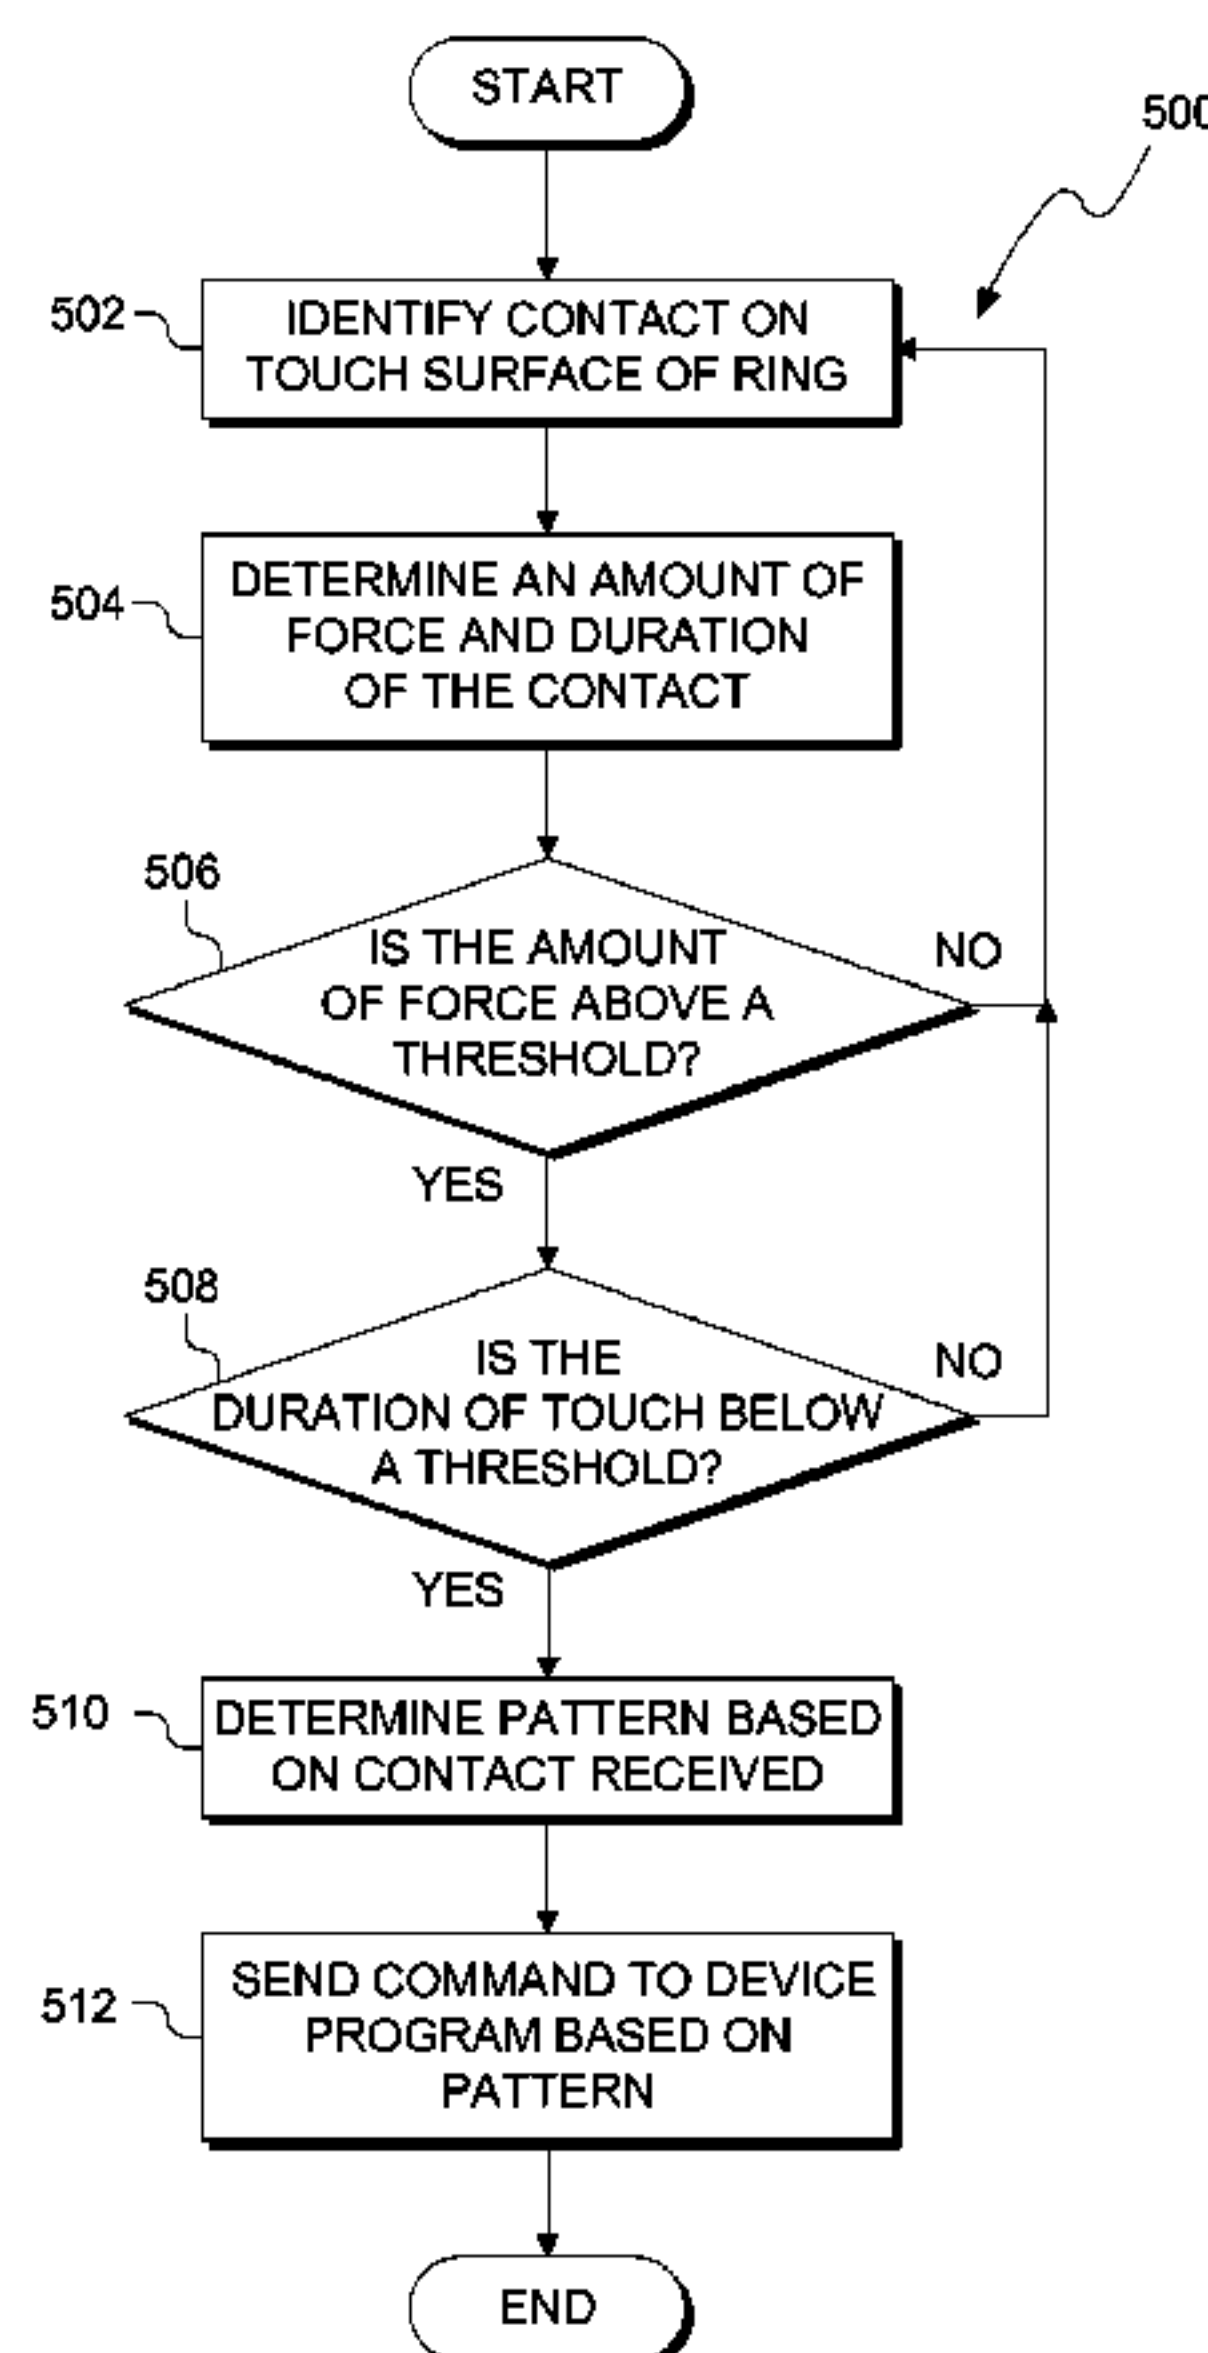 START
500
502
IDENTIFY CONTACT ON
TOUCH SURFACE OF RING
504
DETERMINE AN AMOUNT OF
FORCE AND DURATION
OF THE CONTACT
506
IS THE AMOUNT
OF FORCE ABOVE A
THRESHOLD?
NO
YES
508
IS THE
DURATION OF TOUCH BELOW
A THRESHOLD?
NO
YES
510
DETERMINE PATTERN BASED
ON CONTACT RECEIVED
512
SEND COMMAND TO DEVICE
PROGRAM BASED ON
PATTERN
END